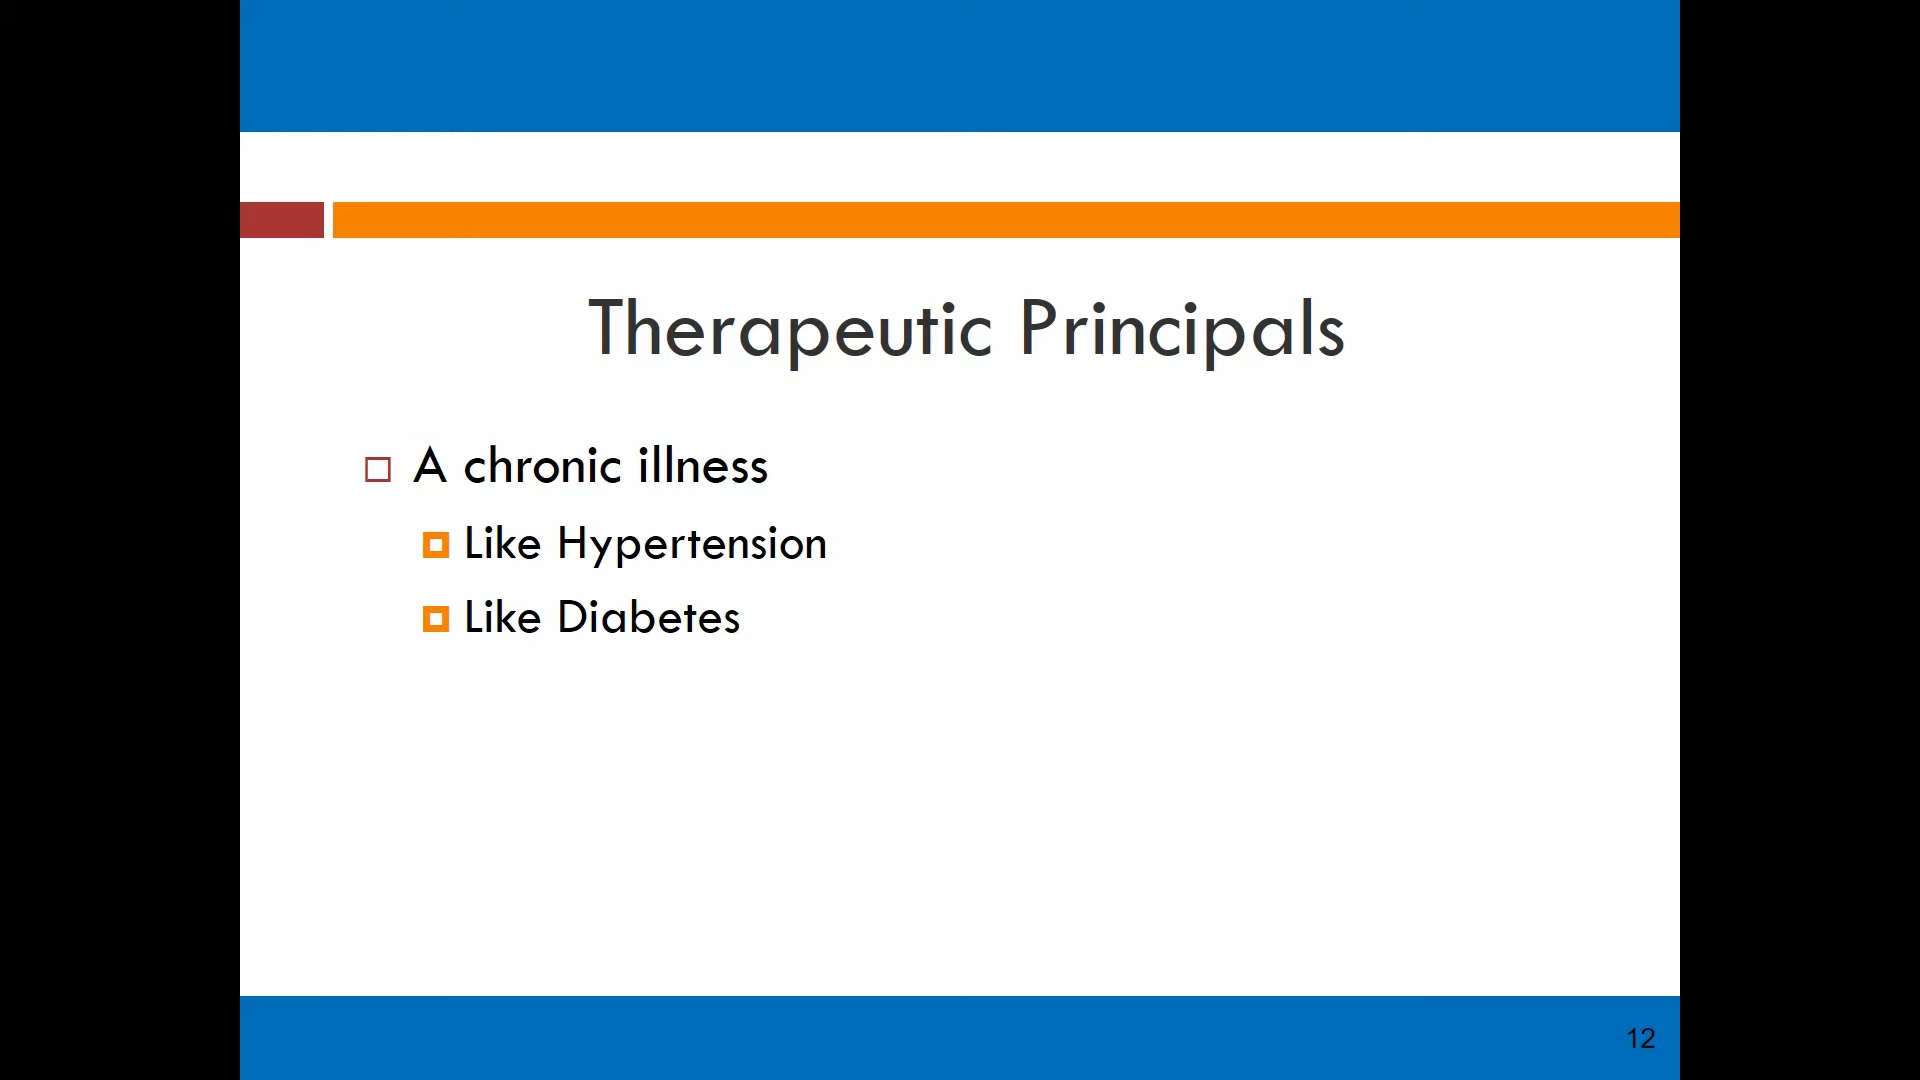 Therapeutic Principals
A chronic illness
Like Hypertension
Like Diabetes
12